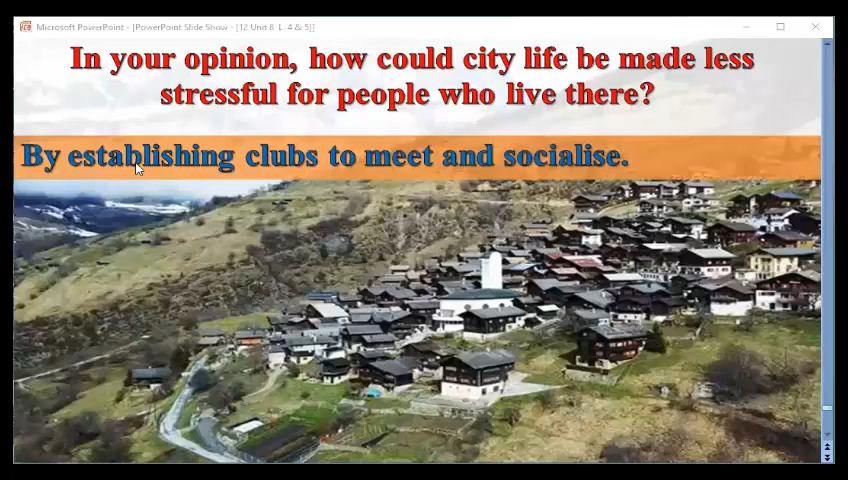 Microsoft PowerPoint - [PowerPoint Slide Show - [12 Unit 8 L. 4 & 5]]
In your opinion, how could city life be made less
stressful for people who live there?
By establishing clubs to meet and socialise.